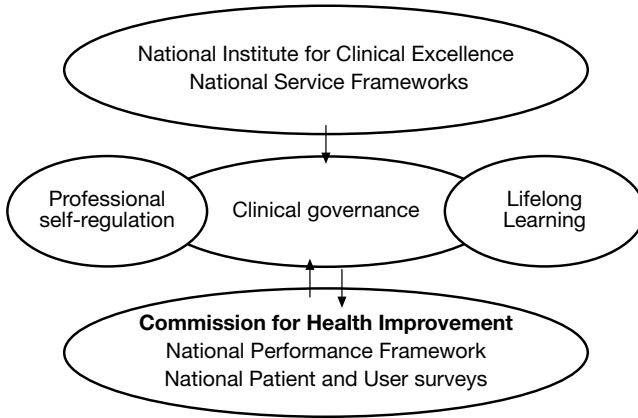 National Institute for Clinical Excellence
National Service Frameworks
Professional
self-regulation
Clinical governance
Lifelong
Learning
Commission for Health Improvement
National Performance Framework
National Patient and User surveys